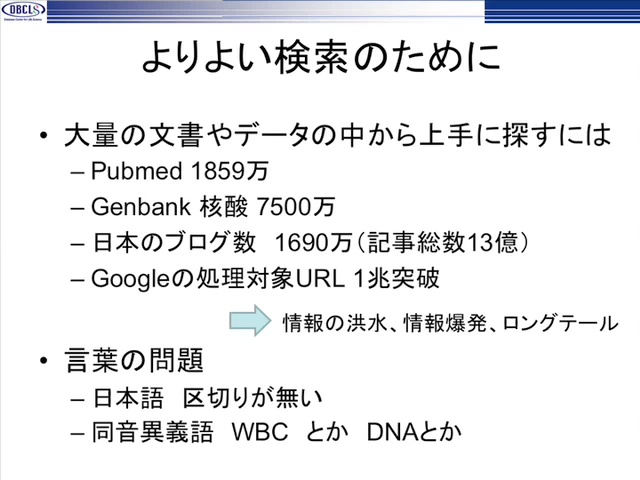 DBCLS
よりよい検索のために
• 大量の文書やデータの中から上手に探すには
– Pubmed 1859万
– Genbank 核酸 7500万
– 日本のブログ数 1690万（記事総数13億）
– Googleの処理対象URL 1兆突破
情報の洪水、情報爆発、ロングテール
• 言葉の問題
– 日本語 区切りが無い
– 同音異義語 WBC とか DNAとか